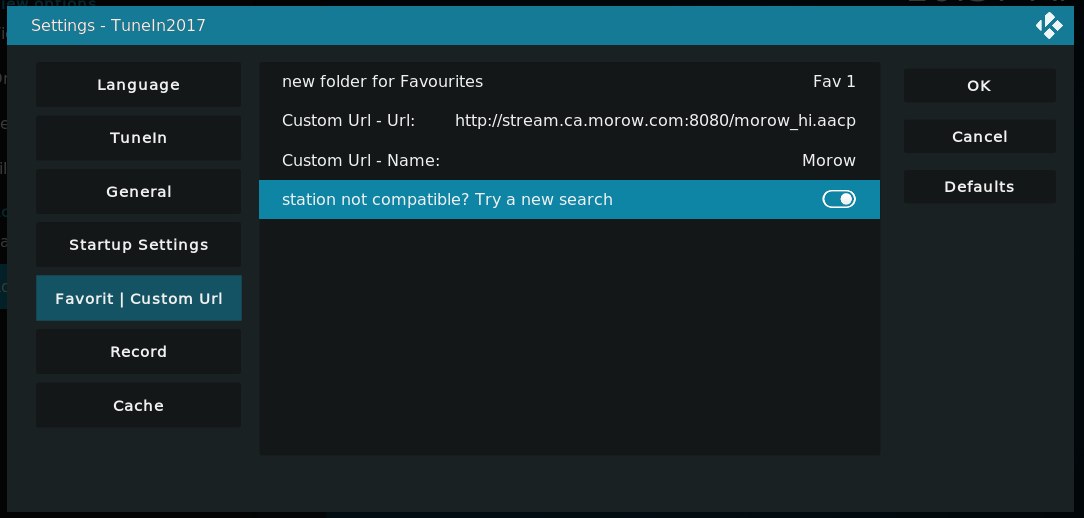 Settings - TuneIn2017
Language
TuneIn
General
Startup Settings
Favorit | Custom Url
Record
Cache
new folder for Favourites Fav 1
Custom Url - Url: http://stream.ca.morow.com:8080/morow_hi.aacp
Custom Url - Name: Morow
station not compatible? Try a new search
OK
Cancel
Defaults